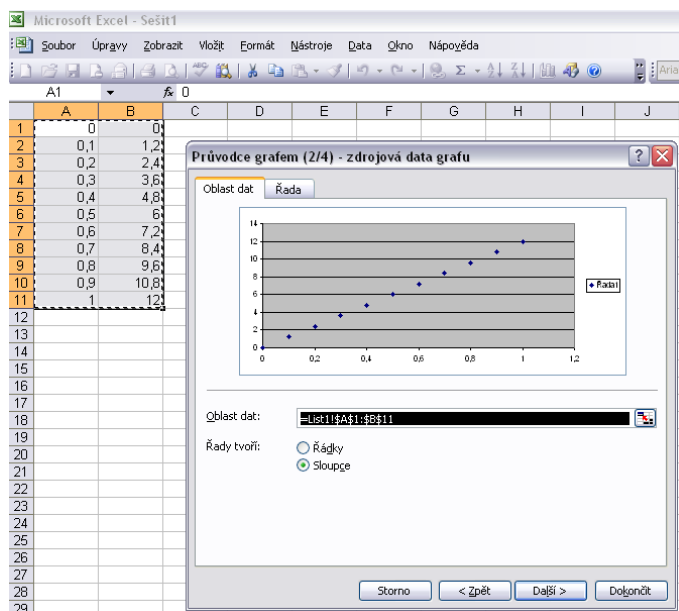 Microsoft Excel - Sešit1
Soubor Úpravy Zobrazit Vložit Formát Nástroje Data Okno Nápověda
Aria
A1 fx 0
A B C D E F G H I J
1 0 0
2 0,1 1,2
3 0,2 2,4
4 0,3 3,6
5 0,4 4,8
6 0,5 6
7 0,6 7,2
8 0,7 8,4
9 0,8 9,6
10 0,9 10,8
11 1 12
12
13
14
15
16
17
18
19
20
21
22
23
24
25
26
27
28
29
Průvodce grafem (2/4) - zdrojová data grafu
Oblast dat Řada
14
12
10
8
6
4
2
0
0 0,2 0,4 0,6 0,8 1 1,2
Řada1
Oblast dat: =List1!$A$1:$B$11
Řady tvoří: Řádky
Sloupce
Storno < Zpět Další > Dokončit